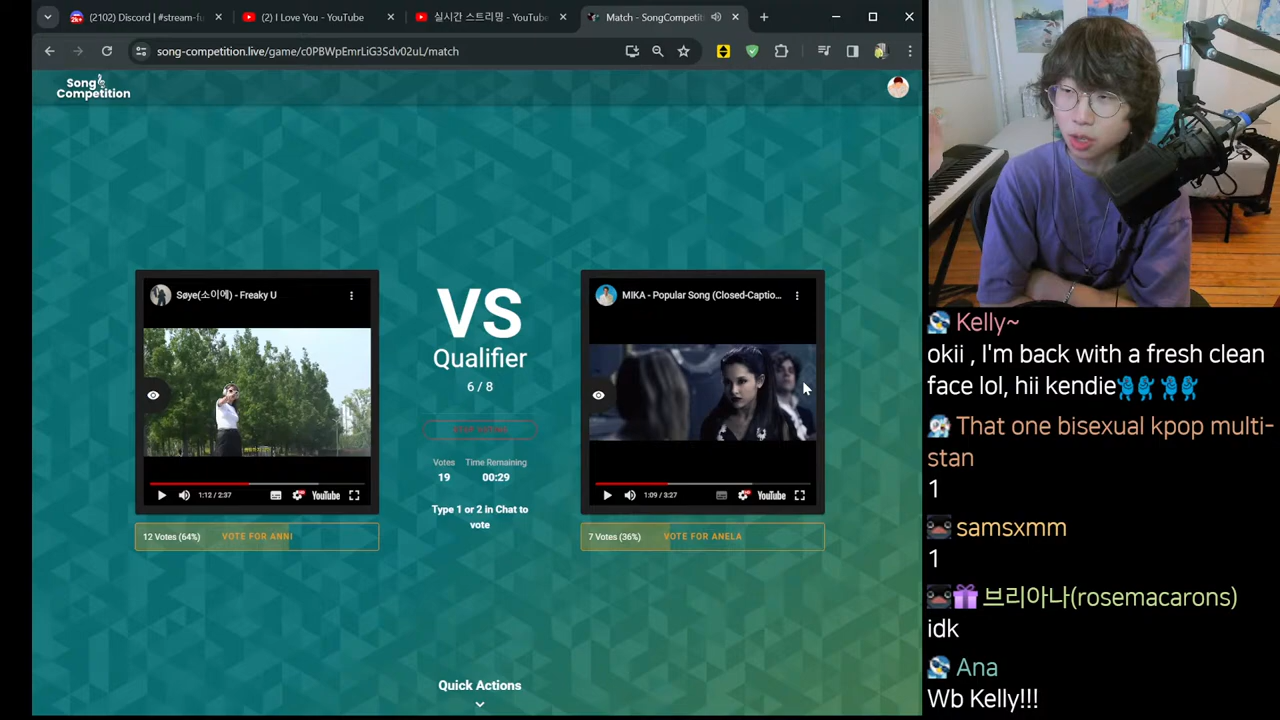 (2102) Discord | #stream-fu
(2) I Love You - YouTube
실시간 스트리밍 - YouTube
Match - SongCompetiti
song-competition.live/game/c0PBWpEmrLiG3Sdv02uL/match
Song
Competition
Søye(소이에) - Freaky U
1:12 / 2:37
YouTube
12 Votes (64%)
VOTE FOR ANNI
VS
Qualifier
6 / 8
Votes
Time Remaining
19
00:29
Type 1 or 2 in Chat to
vote
MIKA - Popular Song (Closed-Captio...
1:09 / 3:27
YouTube
7 Votes (36%)
VOTE FOR ANELA
Quick Actions
Kelly~
okii , I'm back with a fresh clean
face lol, hii kendie
That one bisexual kpop multi-
stan
1
samsxmm
1
브리아나(rosemacarons)
idk
Ana
Wb Kelly!!!